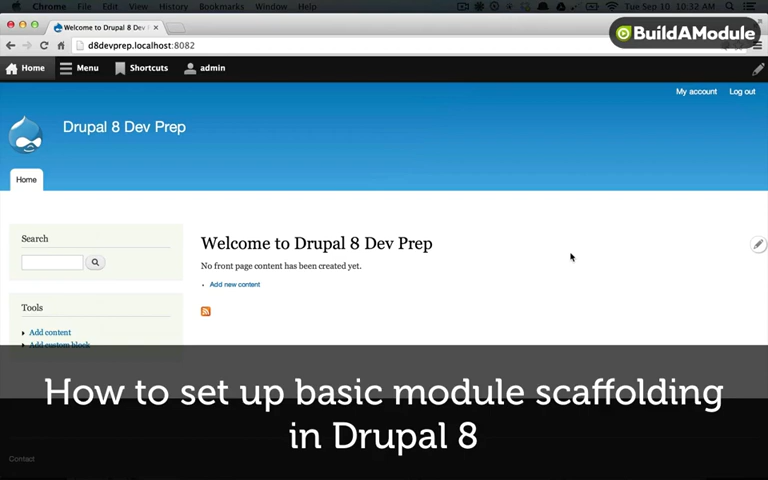 Chrome File Edit View History Bookmarks Window Help Tue Sep 10 10:32 AM
Welcome to Drupal 8 Dev
BuildAModule
d8devprep.localhost:8082
Home Menu Shortcuts admin
My account Log out
Drupal 8 Dev Prep
Home
Search
Welcome to Drupal 8 Dev Prep
No front page content has been created yet.
Add new content
Tools
Add content
Add custom block
How to set up basic module scaffolding
in Drupal 8
Contact